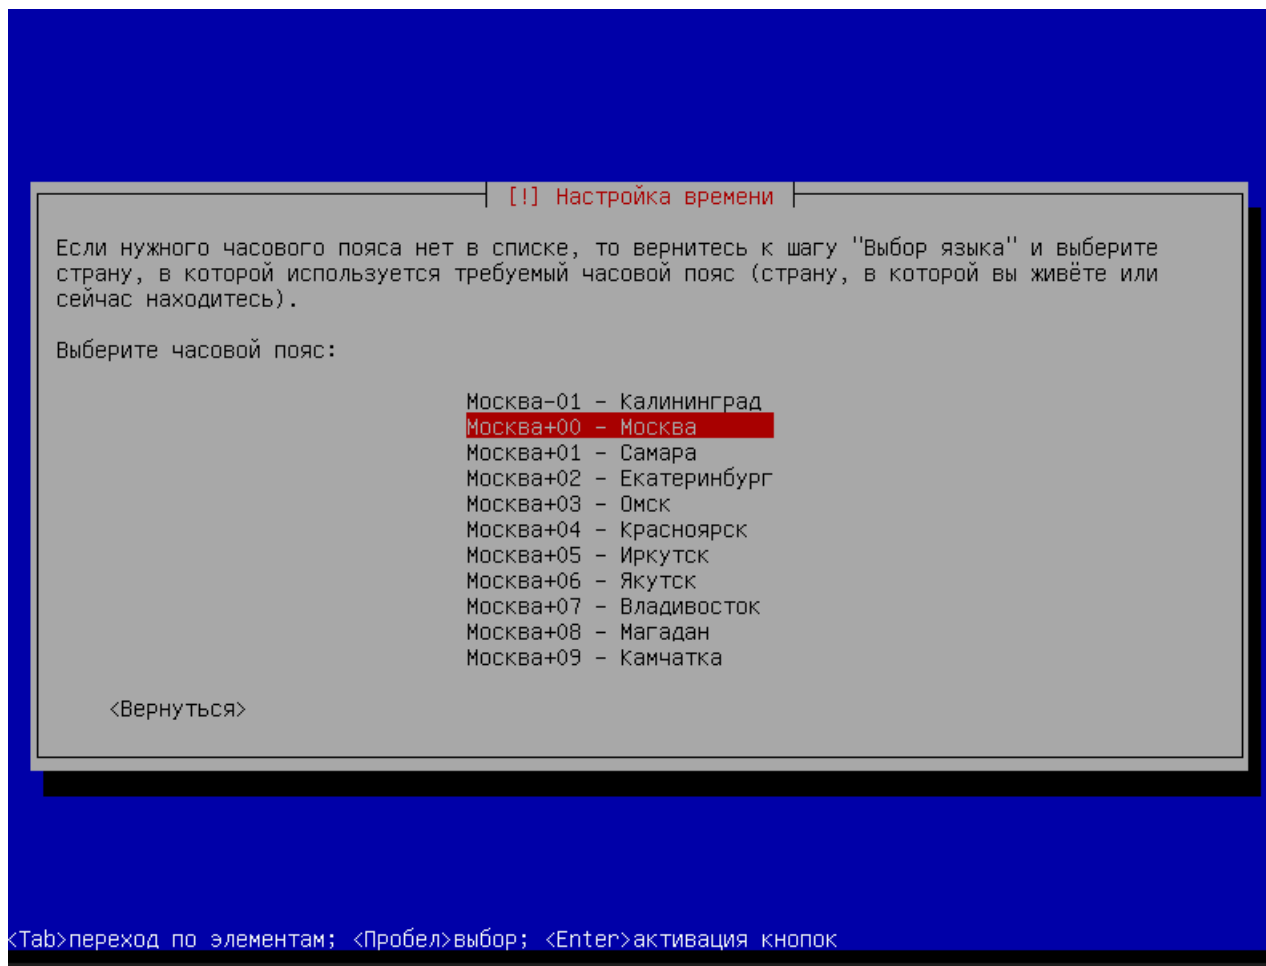 [!] Настройка времени
Если нужного часового пояса нет в списке, то вернитесь к шагу "Выбор языка" и выберите
страну, в которой используется требуемый часовой пояс (страну, в которой вы живёте или
сейчас находитесь).
Выберите часовой пояс:
Москва-01 - Калининград
Москва+00 - Москва
Москва+01 - Самара
Москва+02 - Екатеринбург
Москва+03 - Омск
Москва+04 - Красноярск
Москва+05 - Иркутск
Москва+06 - Якутск
Москва+07 - Владивосток
Москва+08 - Магадан
Москва+09 - Камчатка
<Вернуться>
<Tab>переход по элементам; <Пробел>выбор; <Enter>активация кнопок